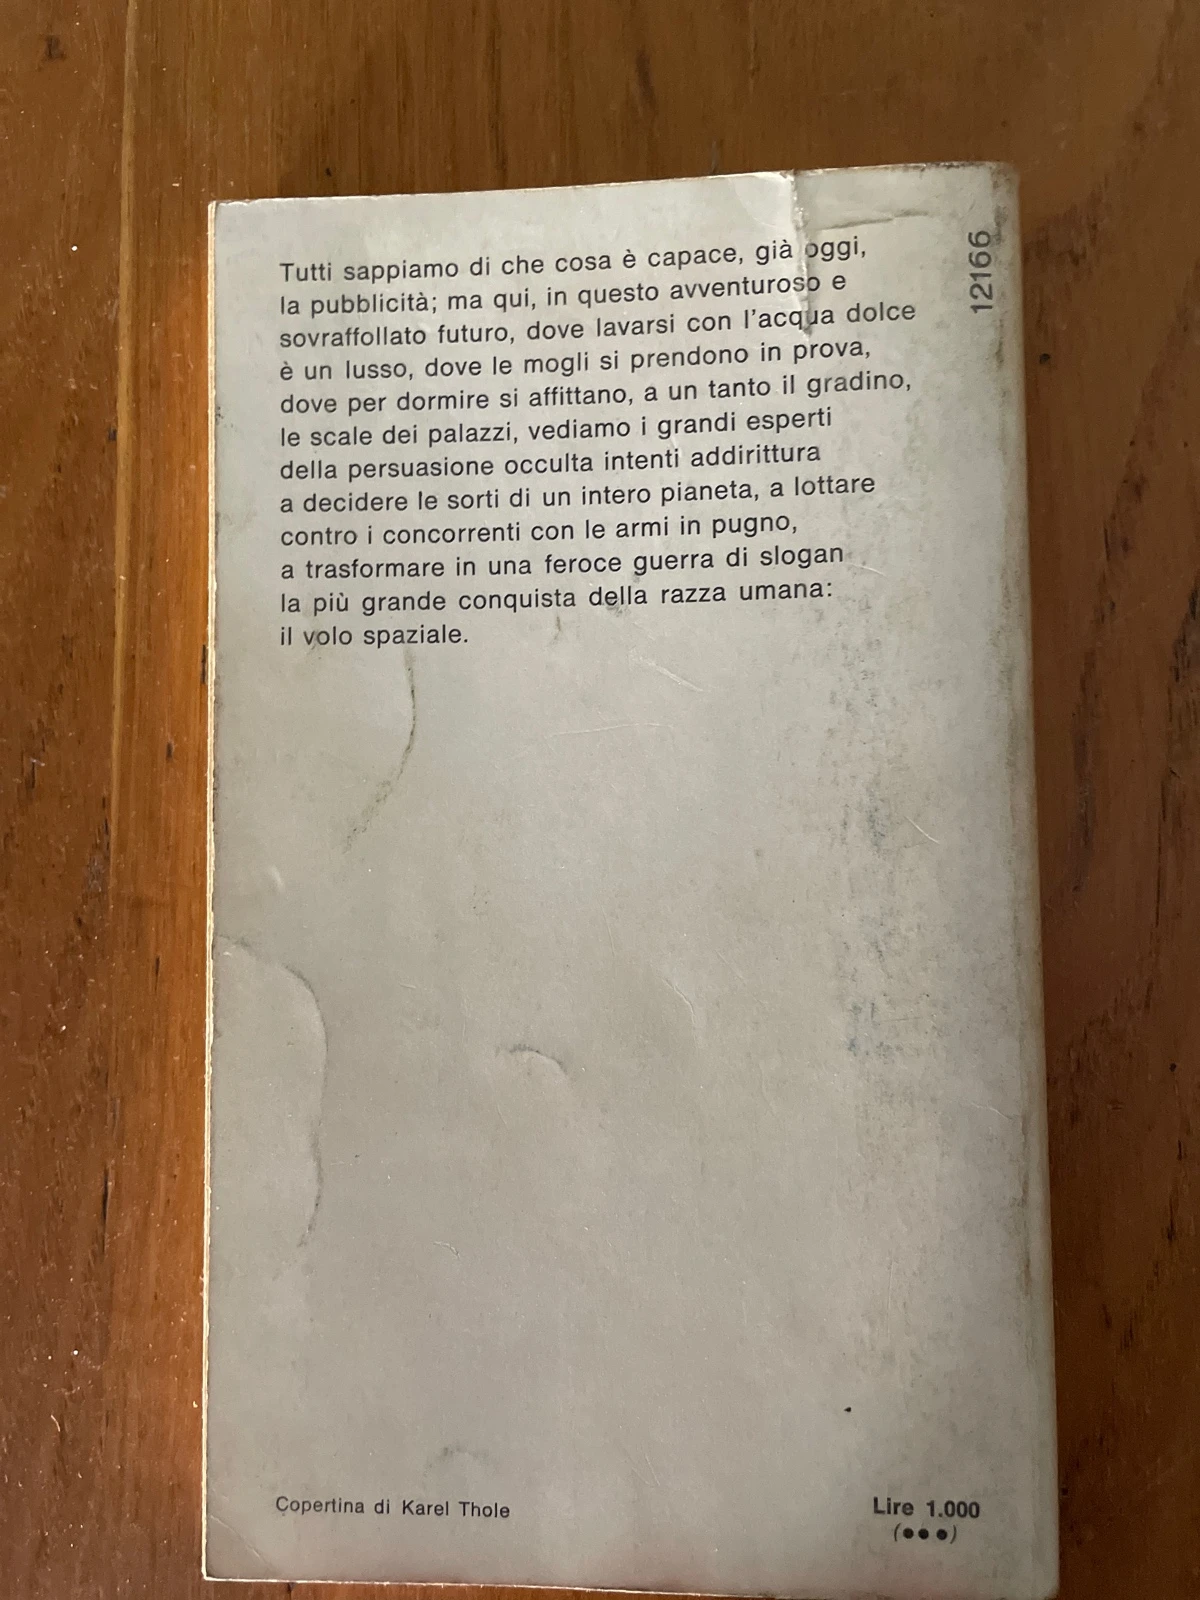 Tutti sappiamo di che cosa è capace, già oggi,
la pubblicità; ma qui, in questo avventuroso e
sovraffollato futuro, dove lavarsi con l'acqua dolce
è un lusso, dove le mogli si prendono in prova,
dove per dormire si affittano, a un tanto il gradino,
le scale dei palazzi, vediamo i grandi esperti
della persuasione occulta intenti addirittura
a decidere le sorti di un intero pianeta, a lottare
contro i concorrenti con le armi in pugno,
a trasformare in una feroce guerra di slogan
la più grande conquista della razza umana:
il volo spaziale.
12166
Copertina di Karel Thole
Lire 1.000
(●●●)